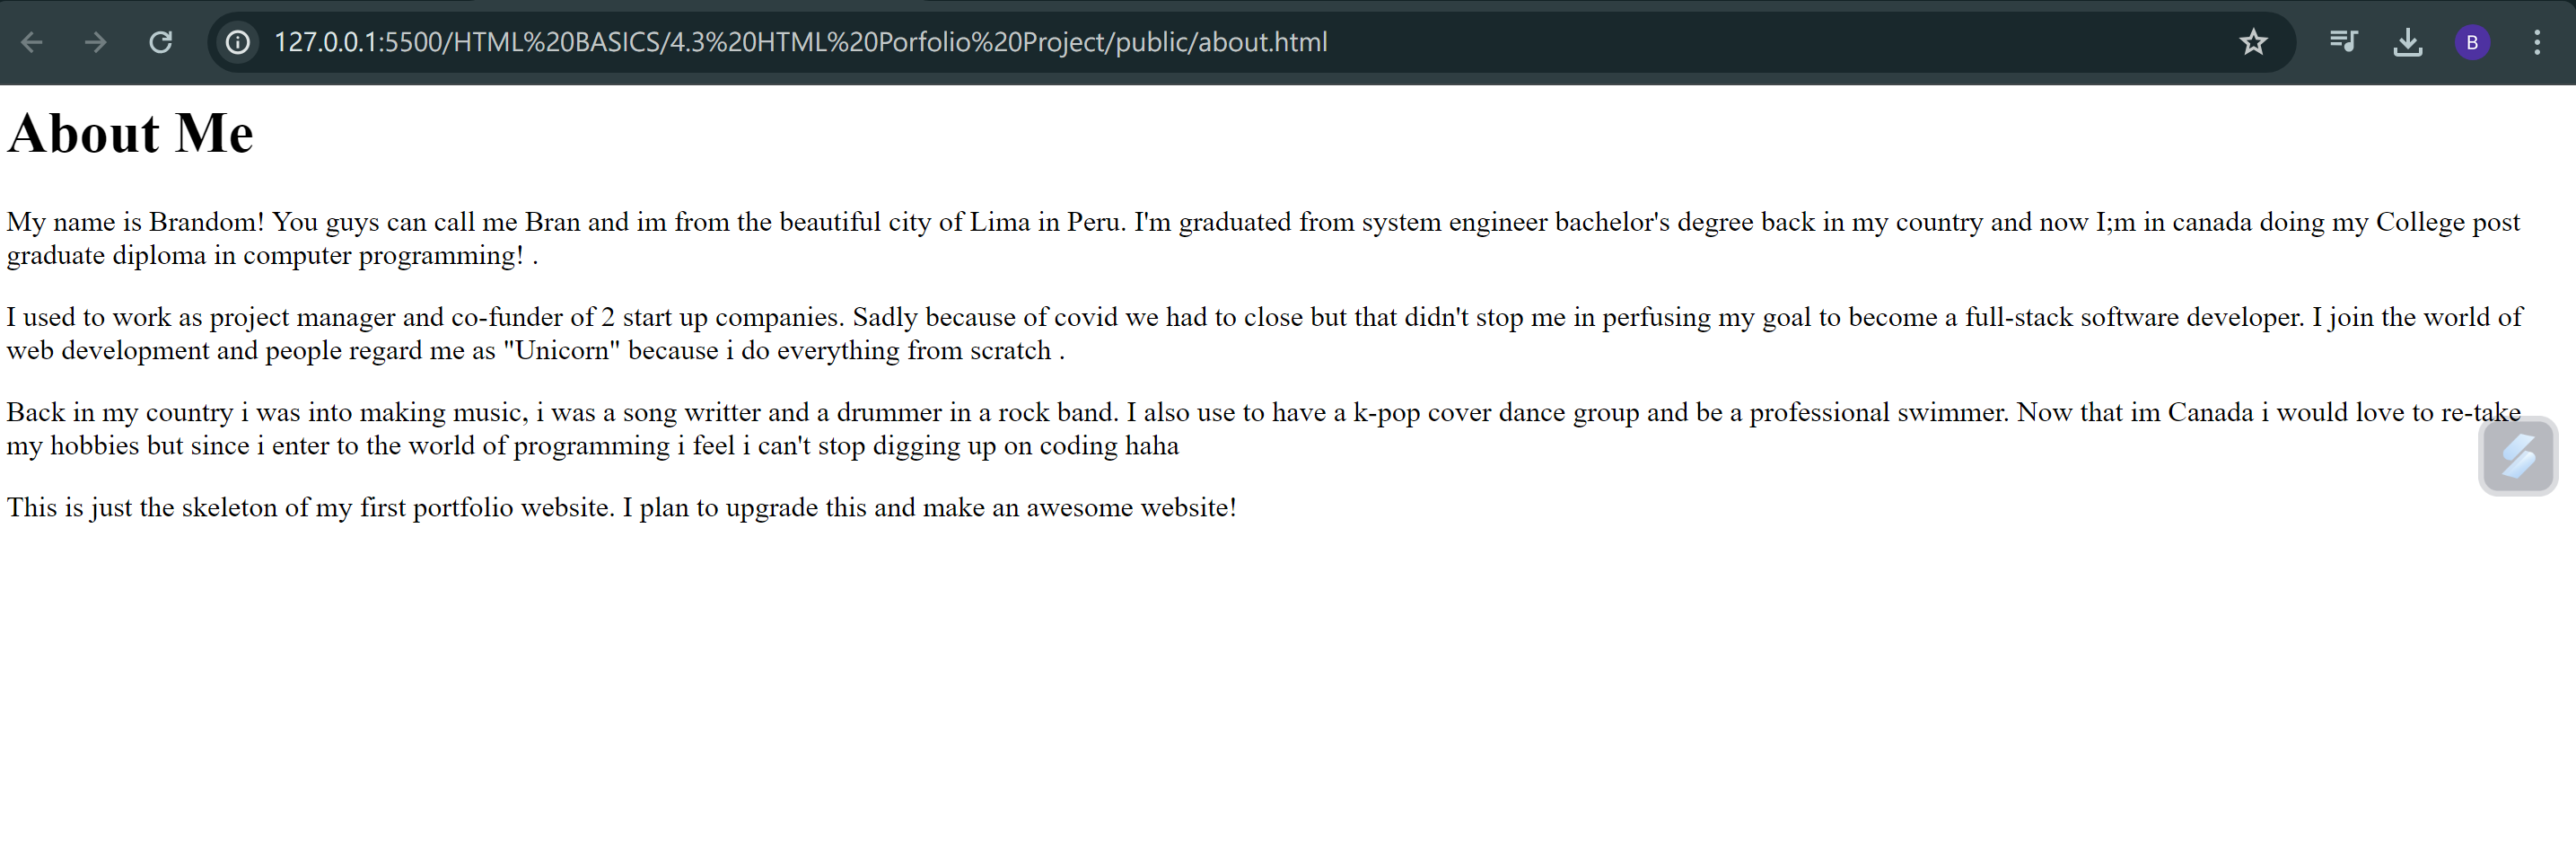 127.0.0.1:5500/HTML%20BASICS/4.3%20HTML%20Porfolio%20Project/public/about.html
B
About Me
My name is Brandom! You guys can call me Bran and im from the beautiful city of Lima in Peru. I'm graduated from system engineer bachelor's degree back in my country and now I;m in canada doing my College post
graduate diploma in computer programming! .
I used to work as project manager and co-funder of 2 start up companies. Sadly because of covid we had to close but that didn't stop me in perfusing my goal to become a full-stack software developer. I join the world of
web development and people regard me as "Unicorn" because i do everything from scratch .
Back in my country i was into making music, i was a song writter and a drummer in a rock band. I also use to have a k-pop cover dance group and be a professional swimmer. Now that im Canada i would love to re-take
my hobbies but since i enter to the world of programming i feel i can't stop digging up on coding haha
This is just the skeleton of my first portfolio website. I plan to upgrade this and make an awesome website!